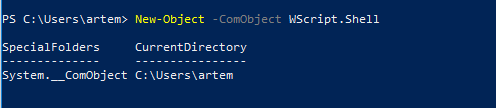 PS C:\Users\artem> New-Object -ComObject WScript.Shell
SpecialFolders     CurrentDirectory
--------------     ----------------
System.__ComObject C:\Users\artem